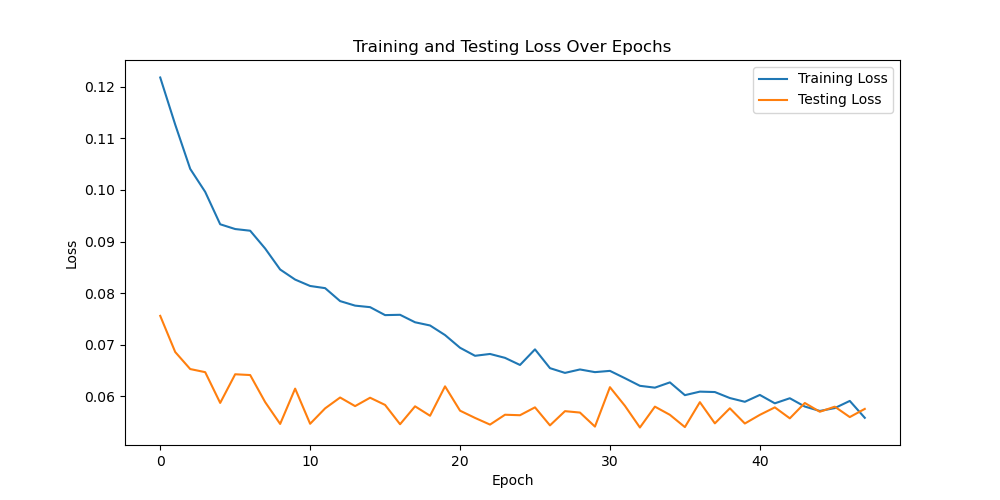 Training and Testing Loss Over Epochs
Training Loss
Testing Loss
0.12
0.11
0.10
0.09
0.08
0.07
0.06
Loss
0
10
20
30
40
Epoch